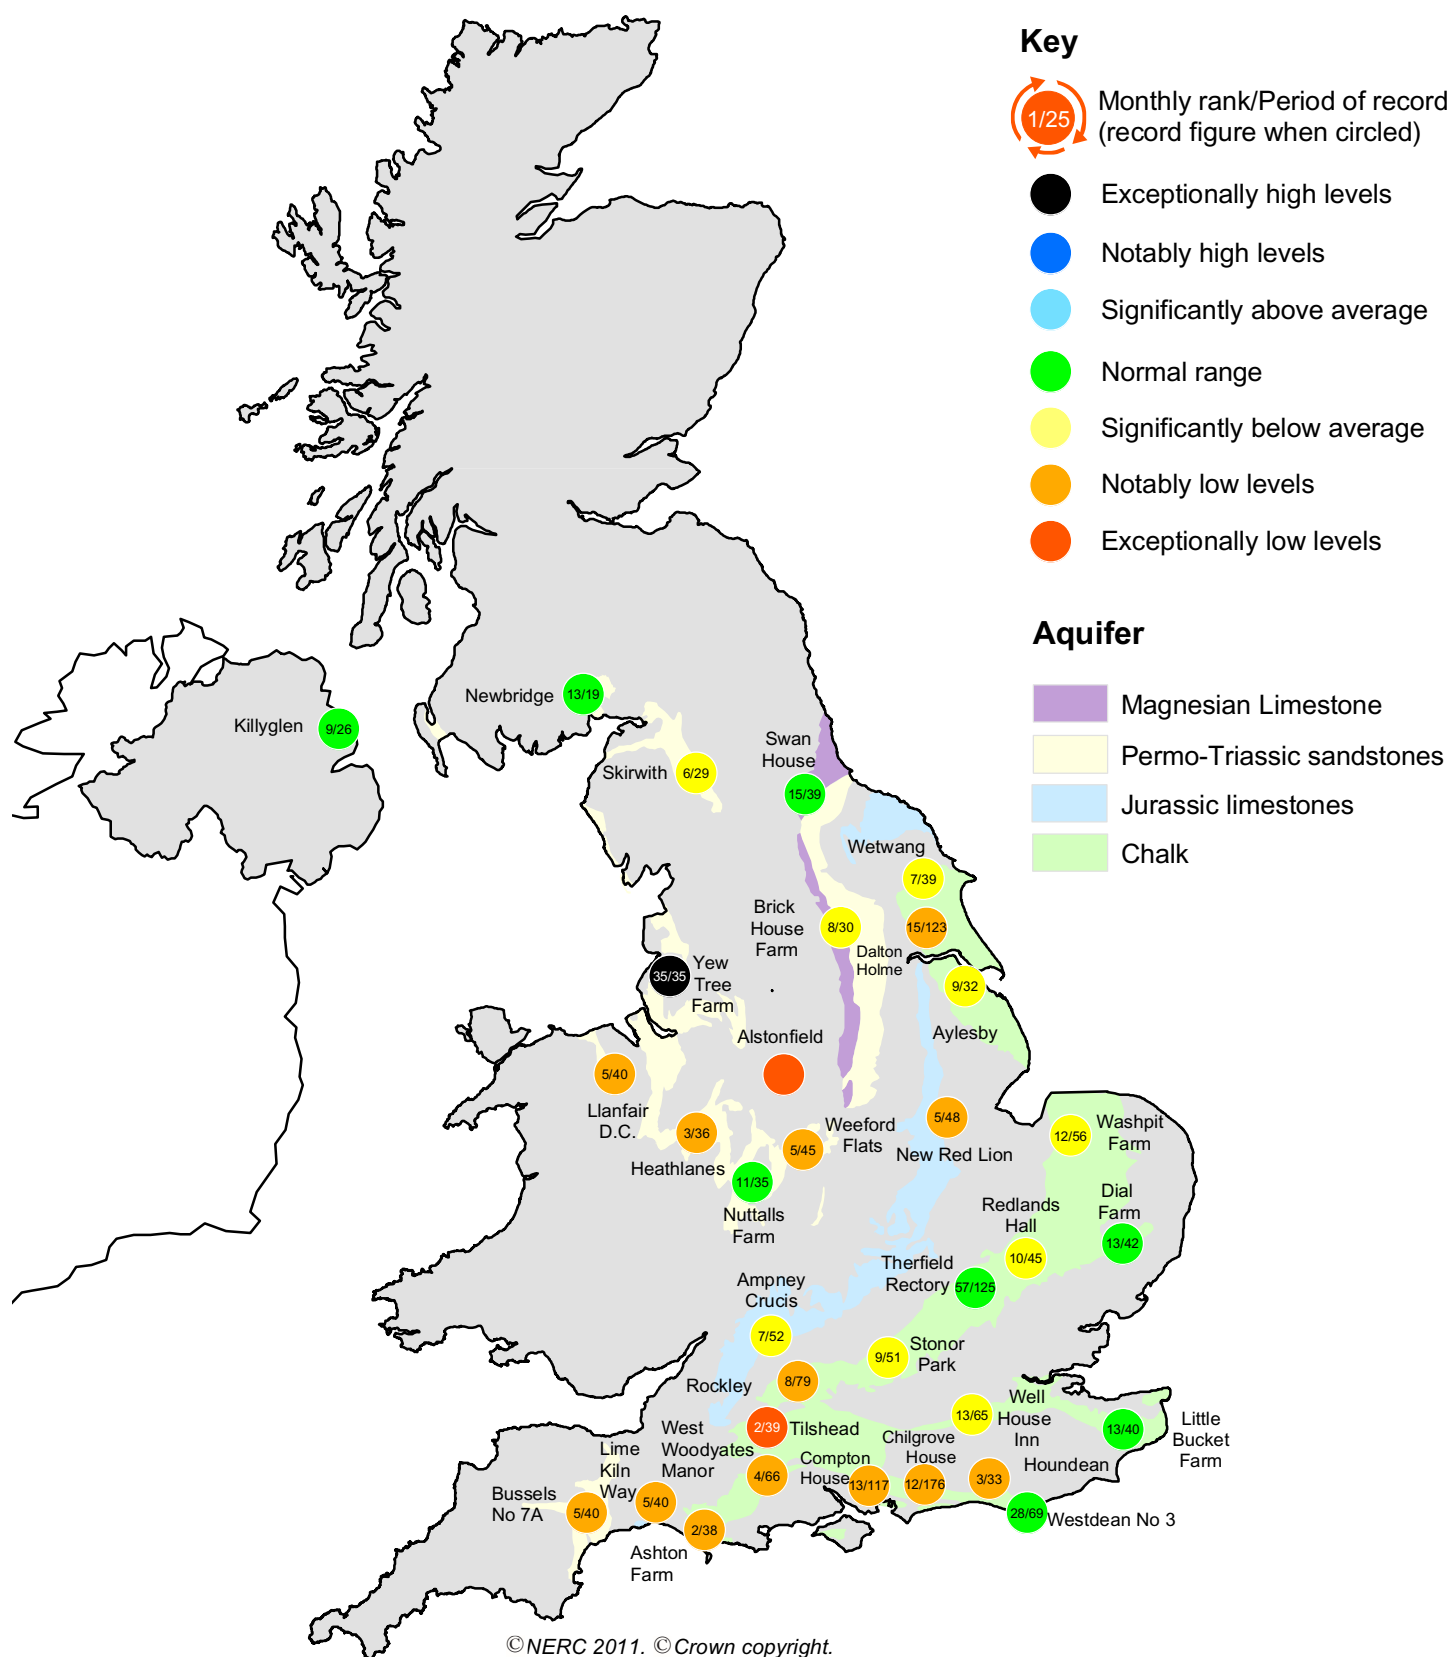 Key
1/25
Monthly rank/Period of record
(record figure when circled)
Exceptionally high levels
Notably high levels
Significantly above average
Normal range
Significantly below average
Notably low levels
Exceptionally low levels
Aquifer
Magnesian Limestone
Permo-Triassic sandstones
Jurassic limestones
Chalk
Newbridge
13/19
Killyglen
9/26
Skirwith
6/29
Swan
House
15/39
Wetwang
7/39
Brick
House
Farm
8/30
15/123
Dalton
Holme
35/35
Yew
Tree
Farm
9/32
Aylesby
Alstonfield
5/40
Llanfair
D.C.
3/36
Heathlanes
5/45
Weeford
Flats
5/48
New Red Lion
12/56
Washpit
Farm
11/35
Nuttalls
Farm
Redlands
Hall
10/45
Dial
Farm
13/42
Therfield
Rectory
57/125
Ampney
Crucis
7/52
9/51
Stonor
Park
Rockley
8/79
2/39
Tilshead
West
Woodyates
Manor
4/66
Well
House
Inn
13/65
13/40
Little
Bucket
Farm
Chilgrove
House
12/176
Compton
House
13/117
Houndean
3/33
Lime
Kiln
Way
5/40
Bussels
No 7A
5/40
2/38
Ashton
Farm
28/69
Westdean No 3
©NERC 2011. ©Crown copyright.